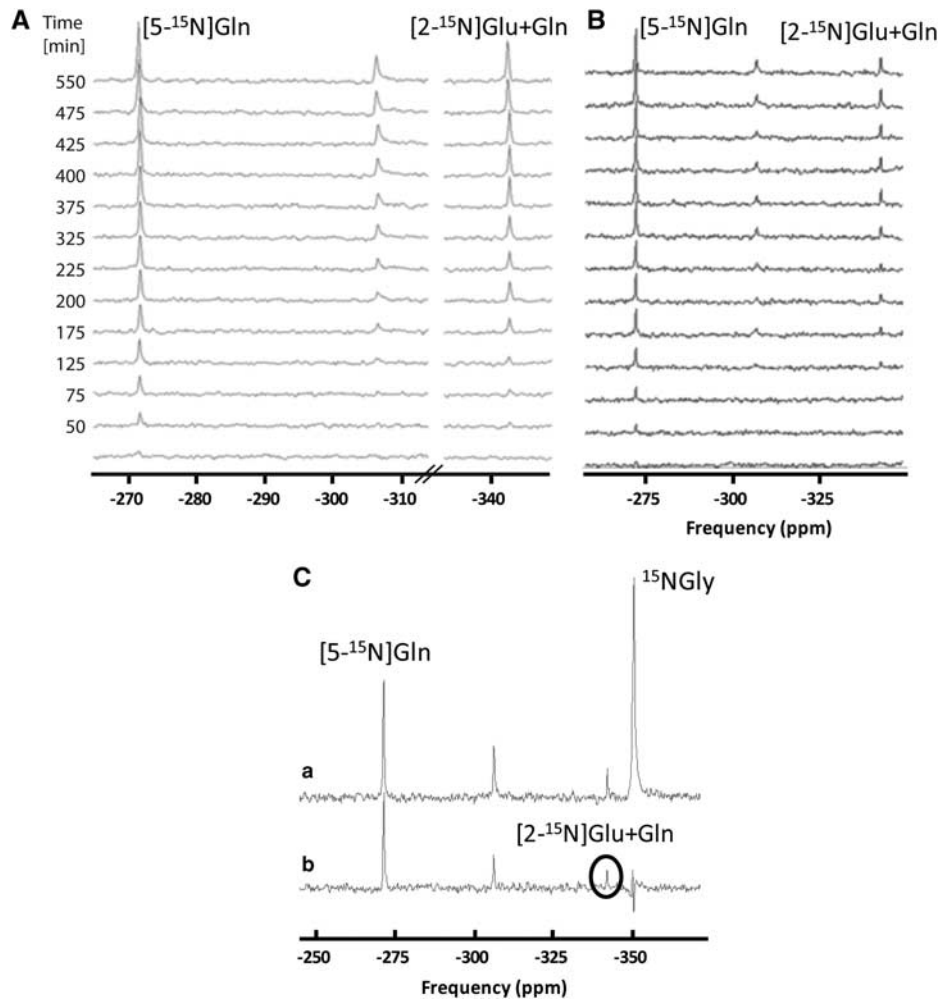 A
Time
[min]
[5-¹⁵N]Gln
[2-¹⁵N]Glu+Gln
550
475
425
400
375
325
225
200
175
125
75
50
-270
-280
-290
-300
-310
-340
B
[5-¹⁵N]Gln
[2-¹⁵N]Glu+Gln
-275
-300
-325
Frequency (ppm)
C
¹⁵NGly
[5-¹⁵N]Gln
a
[2-¹⁵N]Glu+Gln
b
-250
-275
-300
-325
-350
Frequency (ppm)